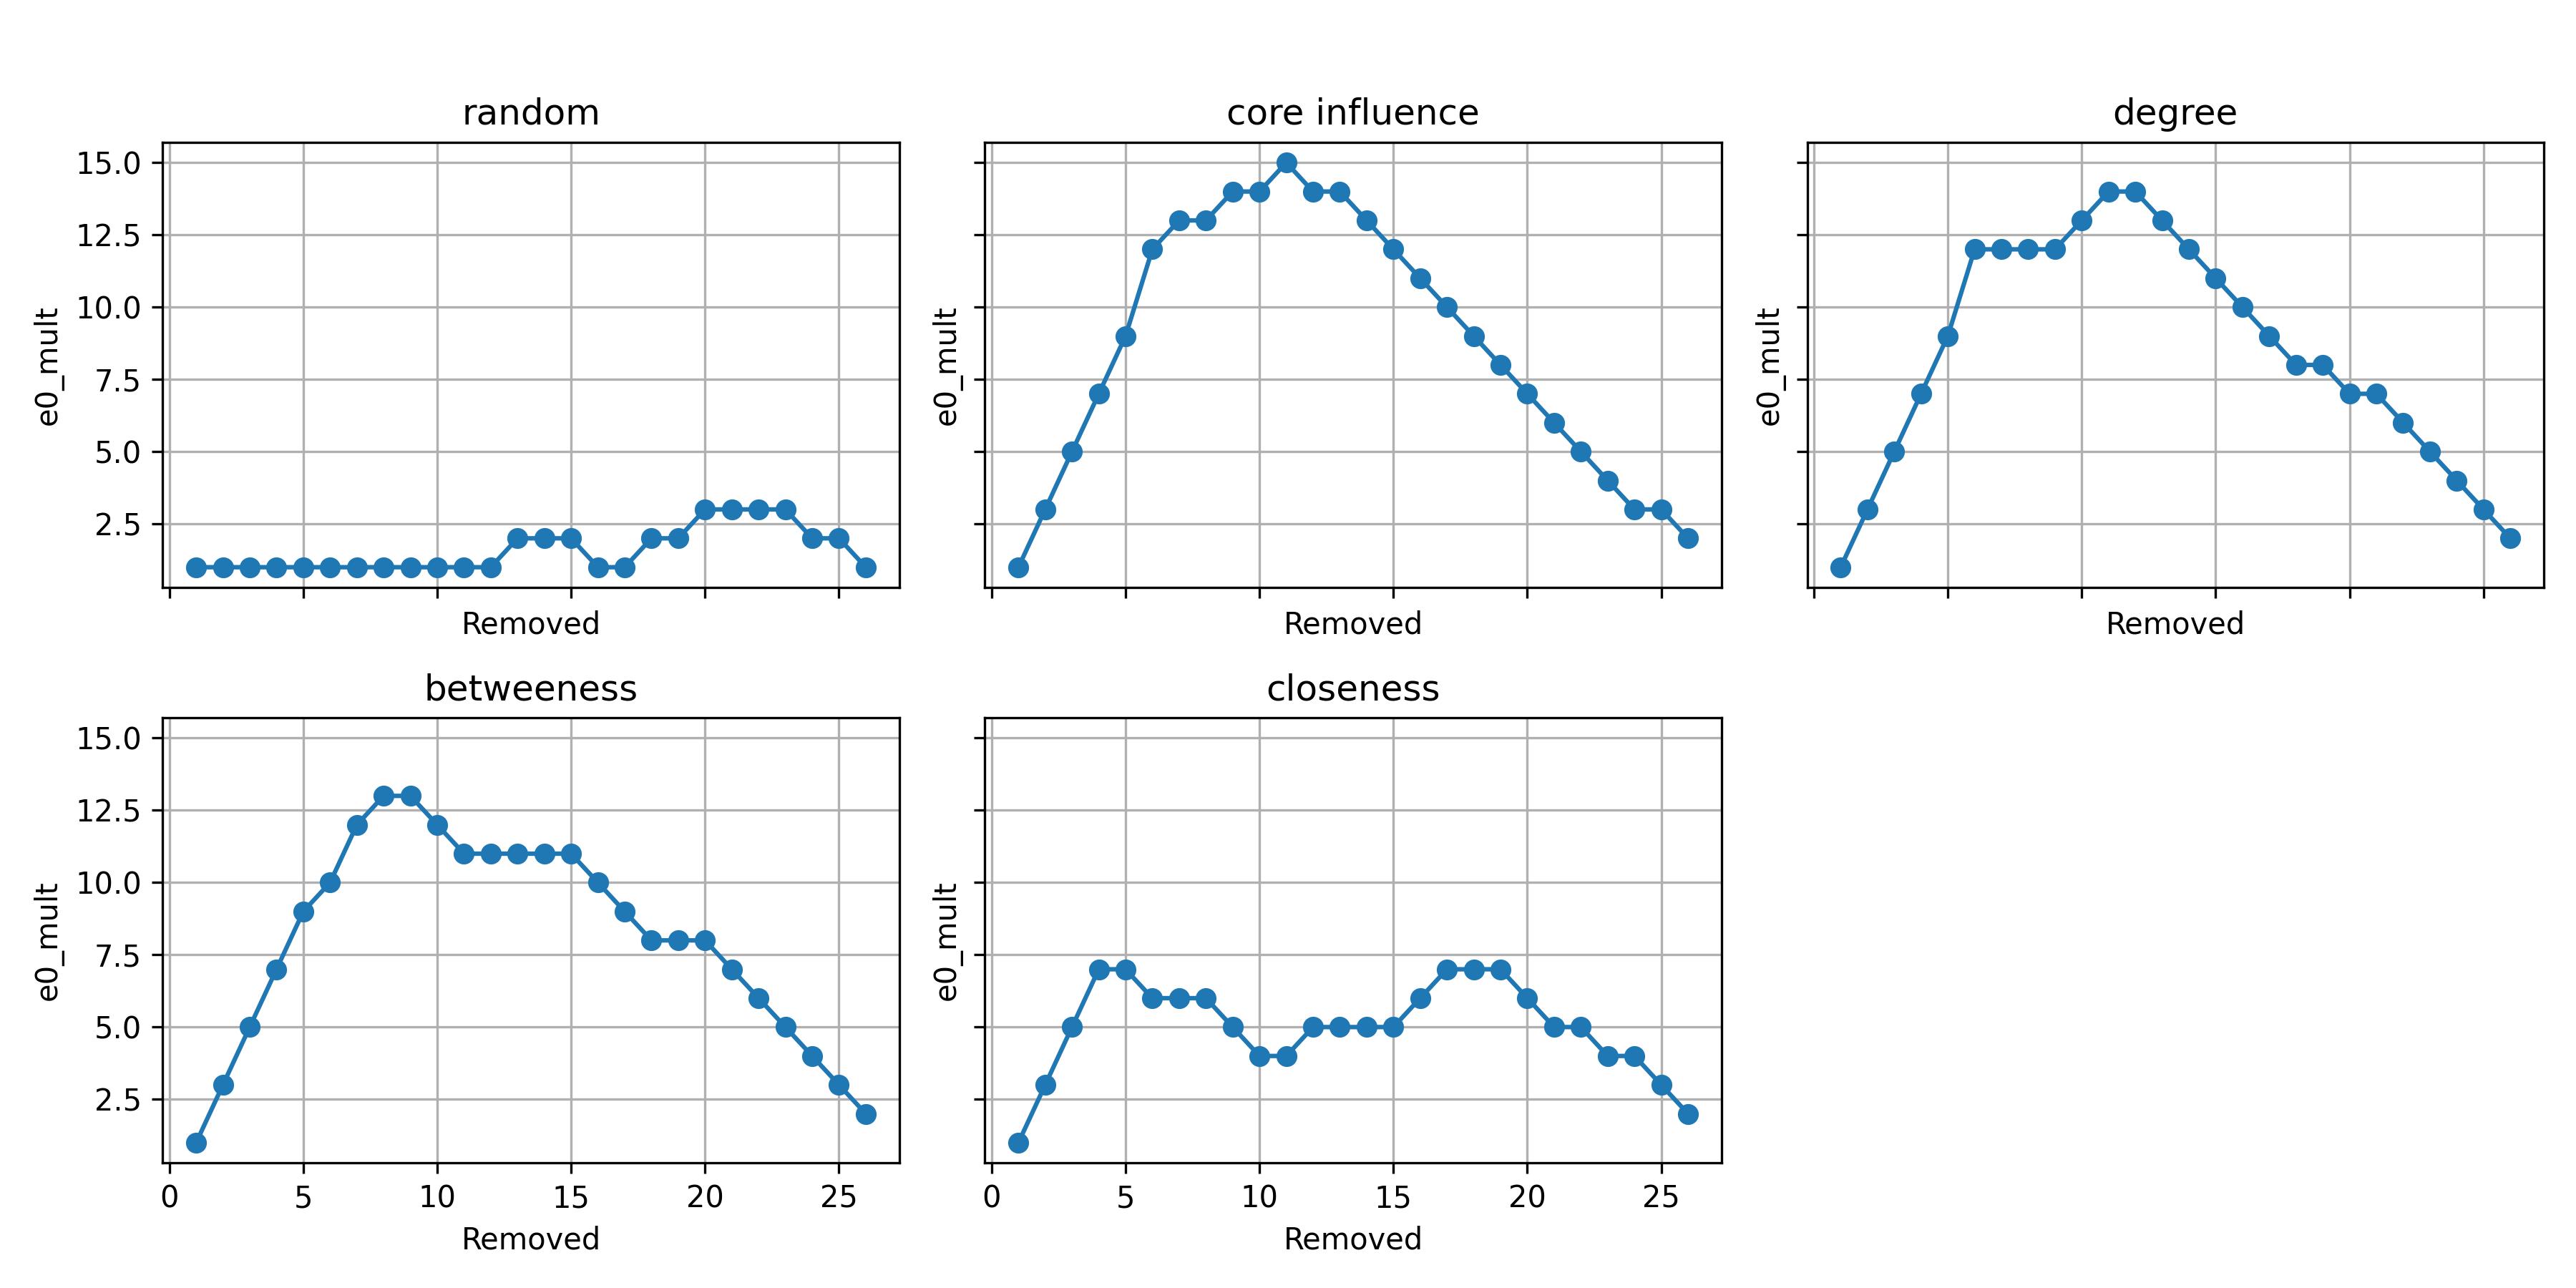 random
core influence
degree
15.0
12.5
10.0
7.5
5.0
2.5
e0_mult
e0_mult
e0_mult
Removed
Removed
Removed
betweeness
closeness
15.0
12.5
10.0
7.5
5.0
2.5
e0_mult
e0_mult
0 5 10 15 20 25
0 5 10 15 20 25
Removed
Removed